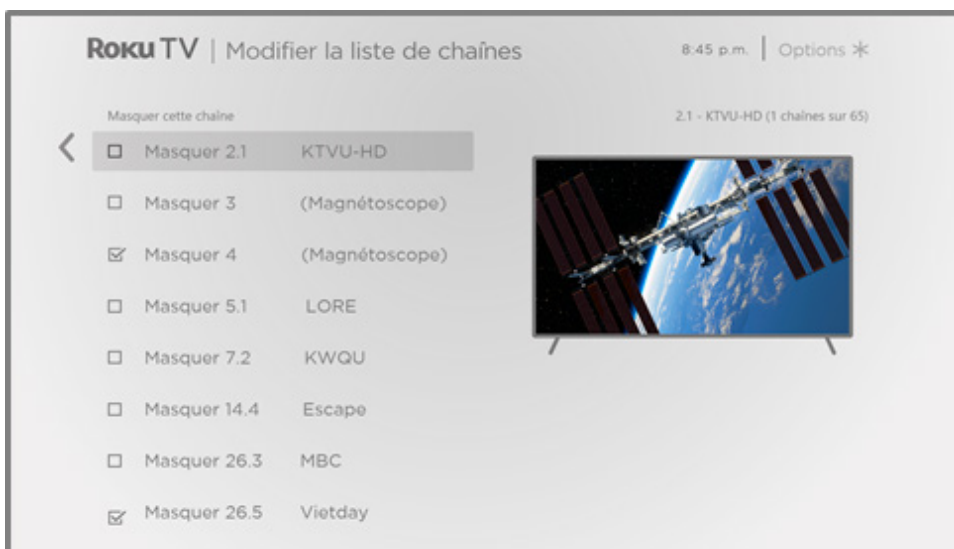 Roku TV | Modifier la liste de chaînes 8:45 p.m. | Options *
Masquer cette chaîne 2.1 - KTVU-HD (1 chaînes sur 65)
Masquer 2.1 KTVU-HD
Masquer 3 (Magnétoscope)
Masquer 4 (Magnétoscope)
Masquer 5.1 LORE
Masquer 7.2 KWQU
Masquer 14.4 Escape
Masquer 26.3 MBC
Masquer 26.5 Vietday